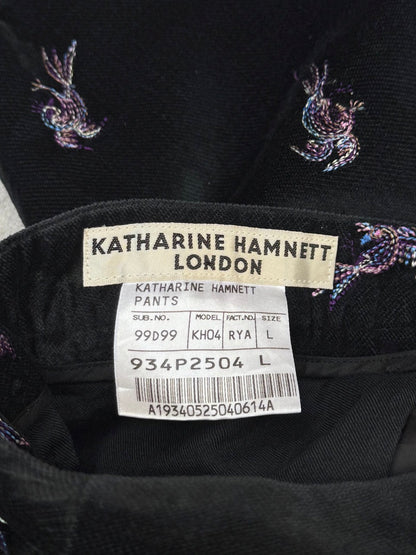 KATHARINE HAMNETT
LONDON
KATHARINE HAMNETT
PANTS
SUB.NO. MODEL FACT.NO. SIZE
99D99 KH04 RYA L
934P2504 L
A19340525040614A